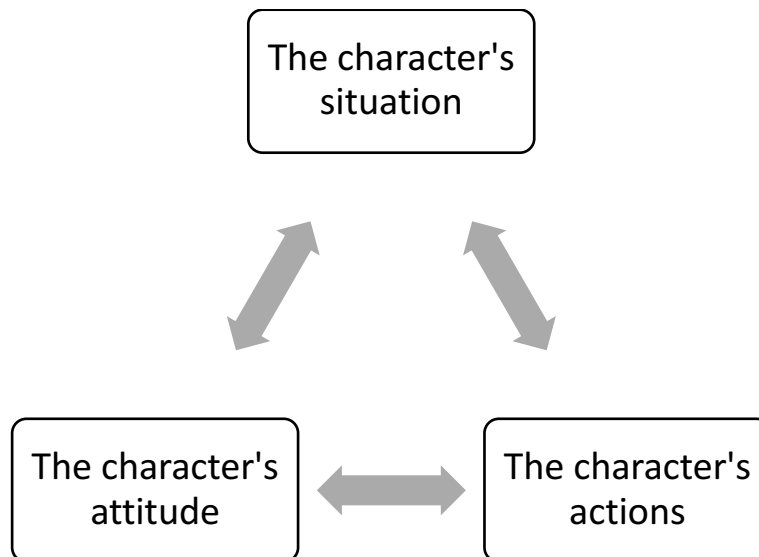 The character's
situation
The character's
attitude
The character's
actions